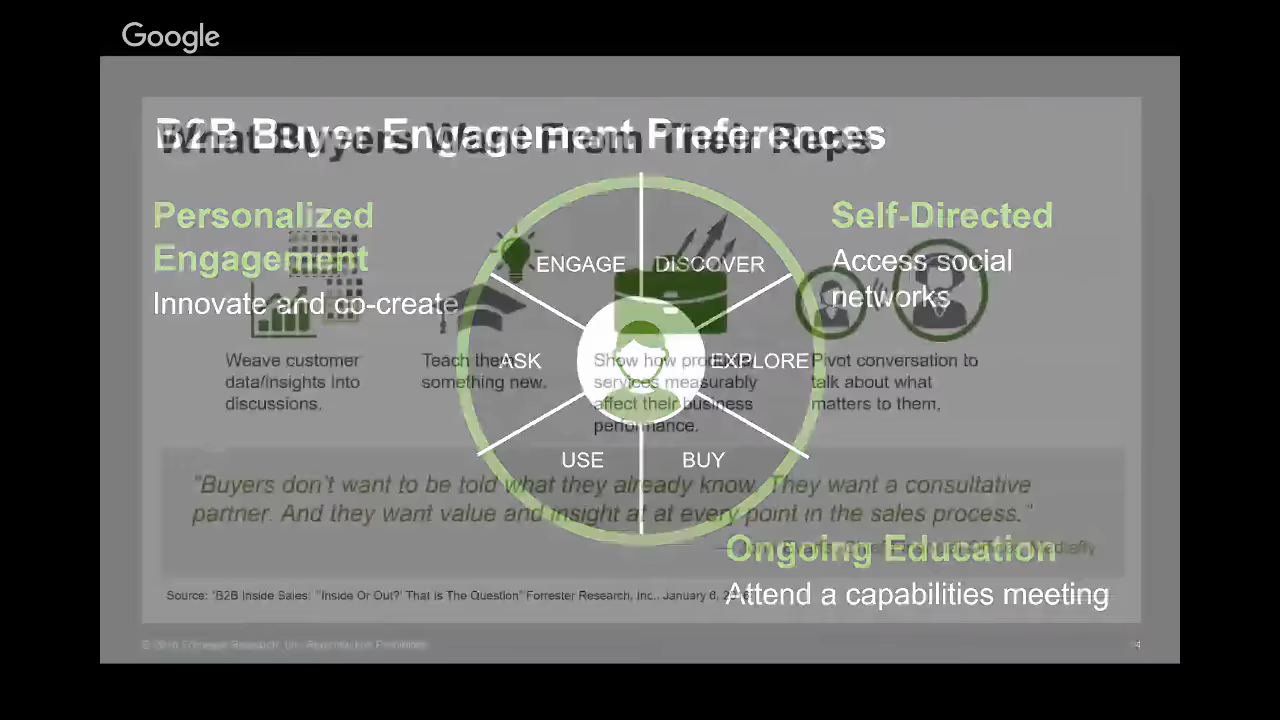 Google
B2B Buyer Engagement Preferences
What Buyers Want From Their Reps
Personalized
Engagement
Innovate and co-create
Self-Directed
Access social
networks
ENGAGE
DISCOVER
ASK
EXPLORE
USE
BUY
Weave customer
data/insights into
discussions.
Teach them
something new.
Show how products
services measurably
affect their business
performance.
Pivot conversation to
talk about what
matters to them.
"Buyers don't want to be told what they already know. They want a consultative
partner. And they want value and insight at at every point in the sales process."
Ongoing Education
Attend a capabilities meeting
Source: "B2B Inside Sales: "Inside Or Out?' That Is The Question" Forrester Research, Inc., January 6,
4